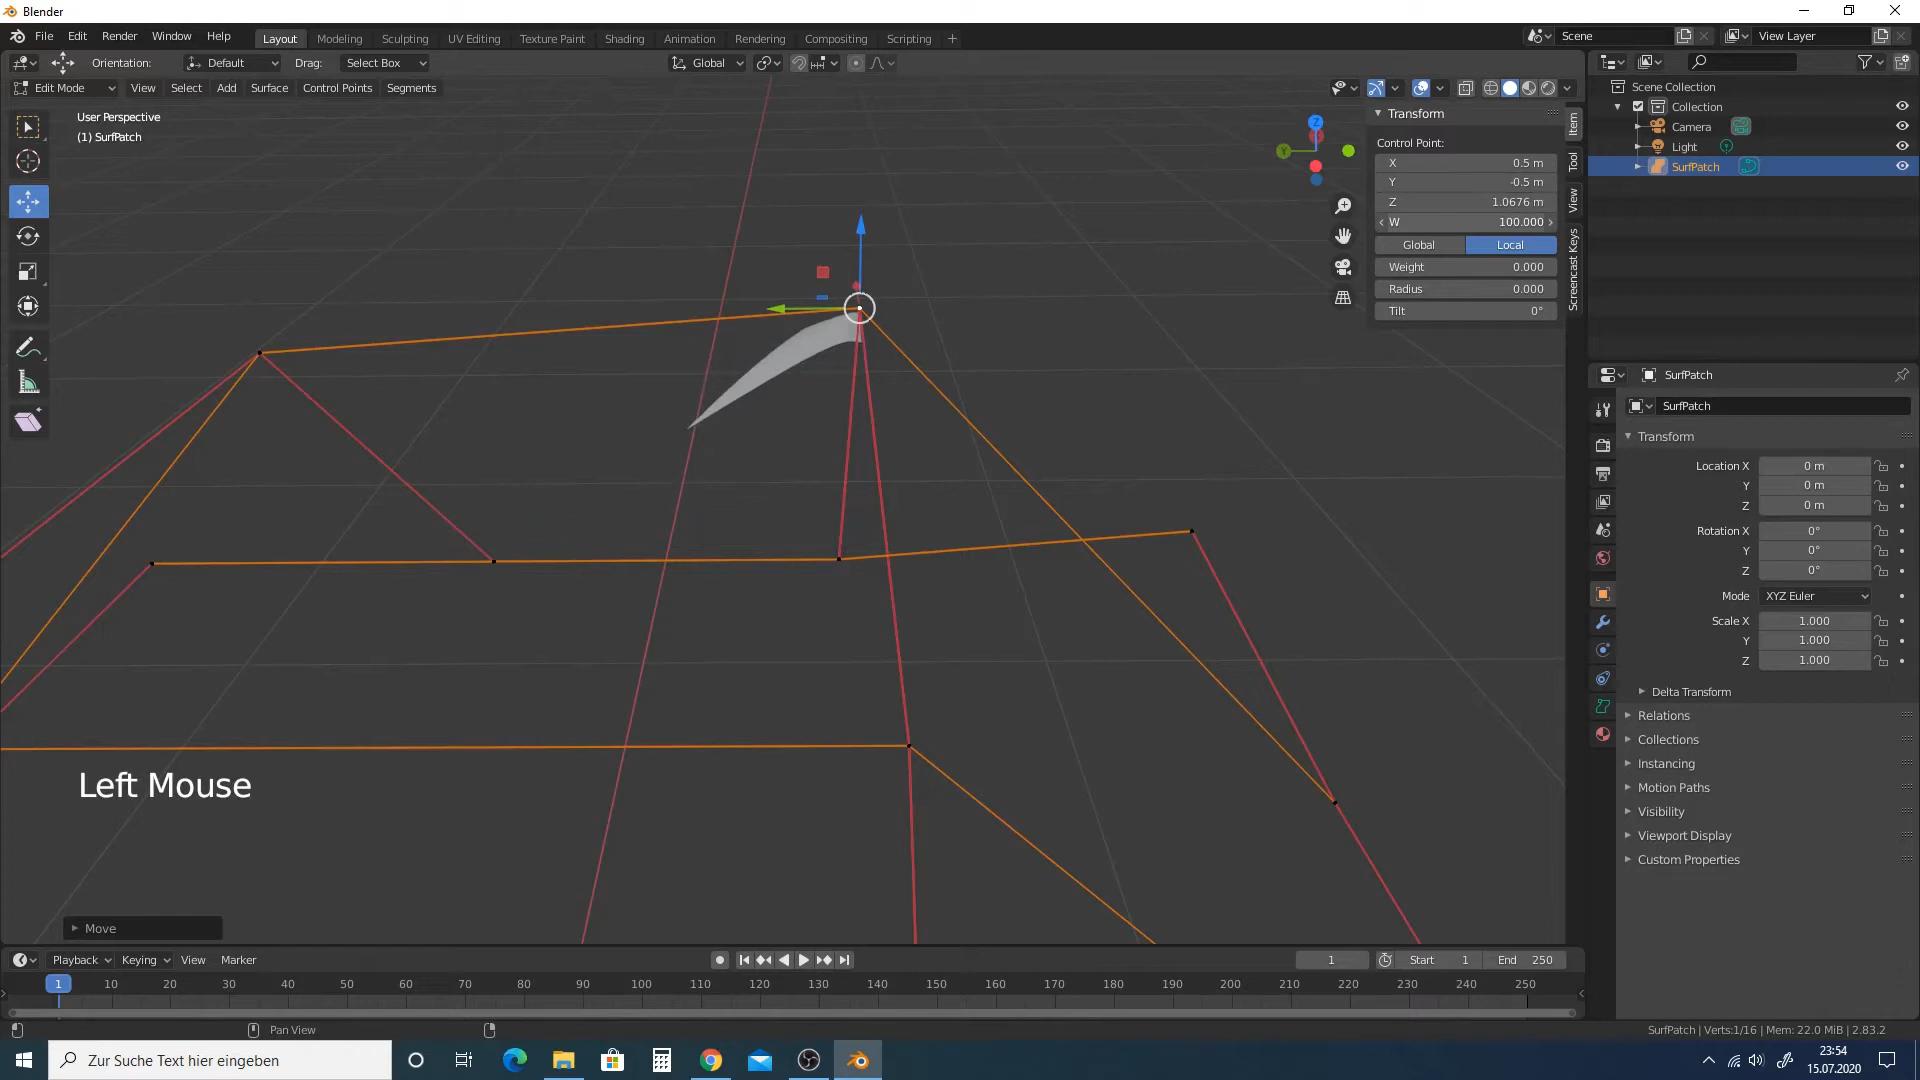 Blender
File Edit Render Window Help
Layout Modeling Sculpting UV Editing Texture Paint Shading Animation Rendering Compositing Scripting +
Scene
View Layer
Orientation: Default Drag: Select Box
Global
Edit Mode View Select Add Surface Control Points Segments
User Perspective
(1) SurfPatch
Transform
Control Point:
X 0.5 m
Y -0.5 m
Z 1.0676 m
W 100.000
Global Local
Weight 0.000
Radius 0.000
Tilt 0°
Item
Tool
View
Screencast Keys
Z
Y
Scene Collection
Collection
Camera
Light
SurfPatch
SurfPatch
SurfPatch
Transform
Location X 0 m
Y 0 m
Z 0 m
Rotation X 0°
Y 0°
Z 0°
Mode XYZ Euler
Scale X 1.000
Y 1.000
Z 1.000
Delta Transform
Relations
Collections
Instancing
Motion Paths
Visibility
Viewport Display
Custom Properties
Left Mouse
Move
Playback Keying View Marker
1
Start 1
End 250
1 10 20 30 40 50 60 70 80 90 100 110 120 130 140 150 160 170 180 190 200 210 220 230 240 250
Pan View
SurfPatch | Verts:1/16 | Mem: 22.0 MiB | 2.83.2
Zur Suche Text hier eingeben
23:54
15.07.2020